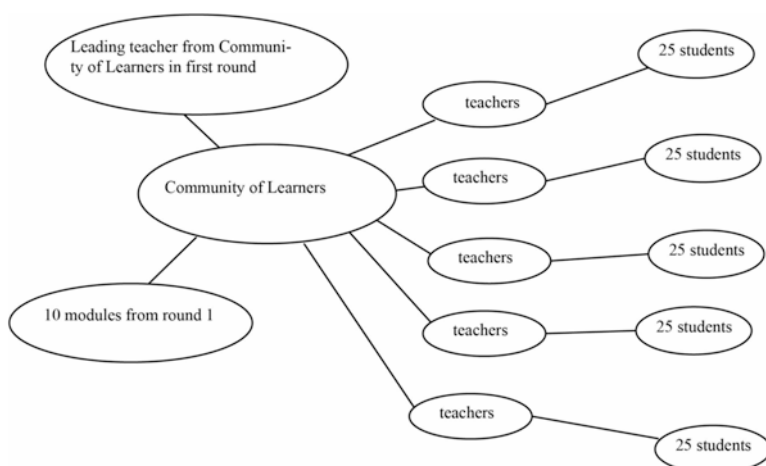 Leading teacher from Communi-
ty of Learners in first round
25 students
teachers
25 students
teachers
Community of Learners
25 students
teachers
10 modules from round 1
25 students
teachers
teachers
25 students